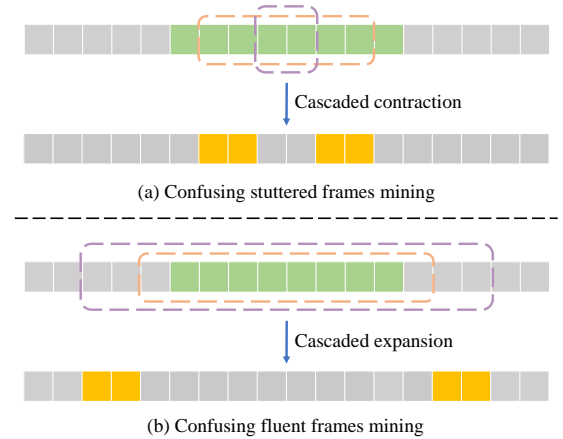 Cascaded contraction
(a) Confusing stuttered frames mining
Cascaded expansion
(b) Confusing fluent frames mining